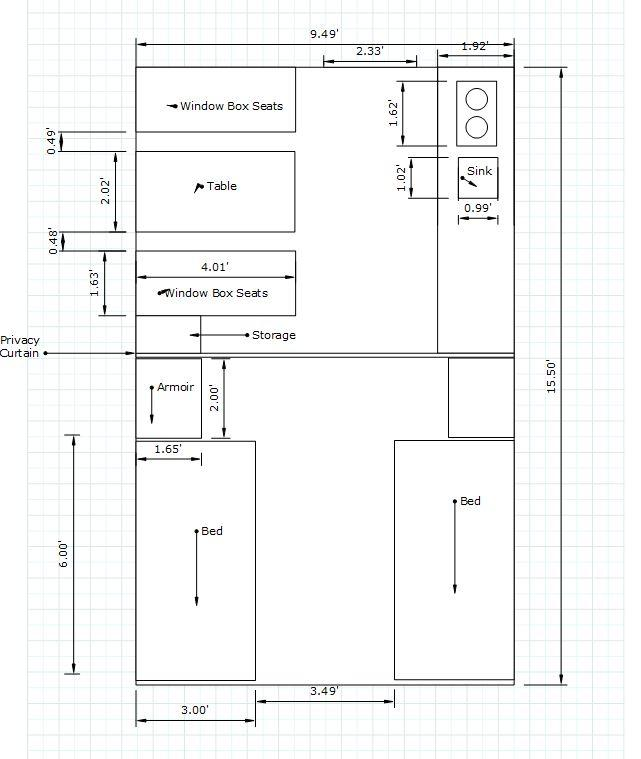 9.49'
2.33'
1.92'
Window Box Seats
1.62'
0.49'
Sink
1.02'
Table
2.02'
0.99'
0.48'
4.01'
1.63'
Window Box Seats
Storage
Privacy
Curtain
15.50'
Armoir
2.00'
1.65'
Bed
Bed
6.00'
3.49'
3.00'